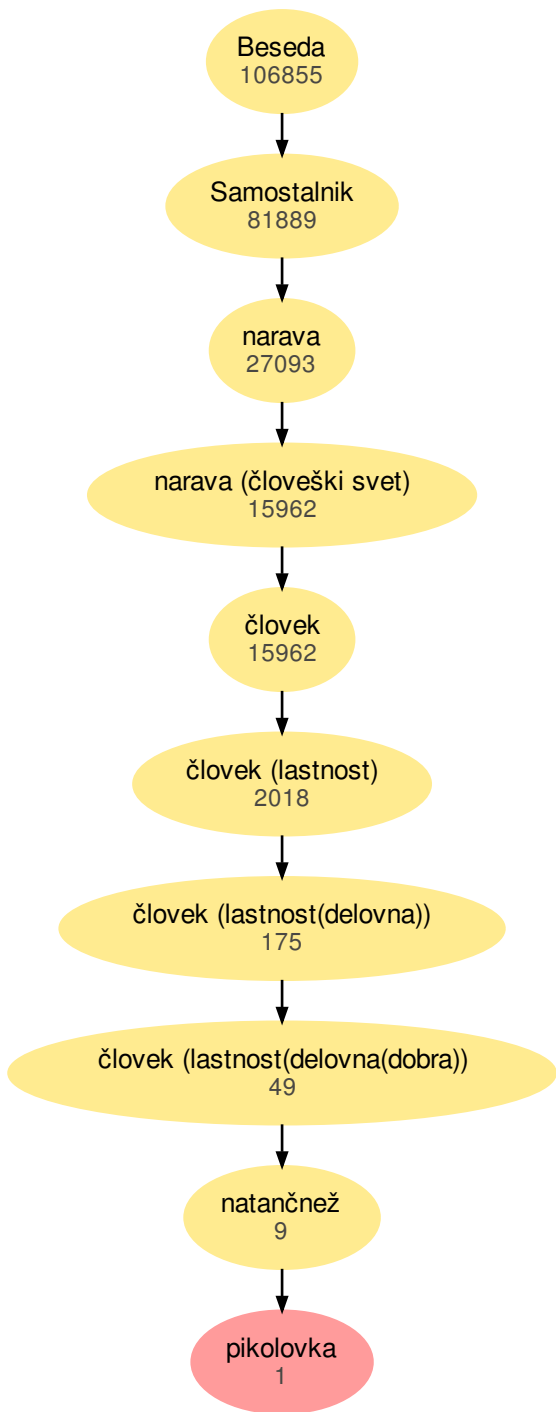 Beseda
106855
Samostalnik
81889
narava
27093
narava (človeški svet)
15962
človek
15962
človek (lastnost)
2018
človek (lastnost(delovna))
175
človek (lastnost(delovna(dobra))
49
natančnež
9
pikolovka
1